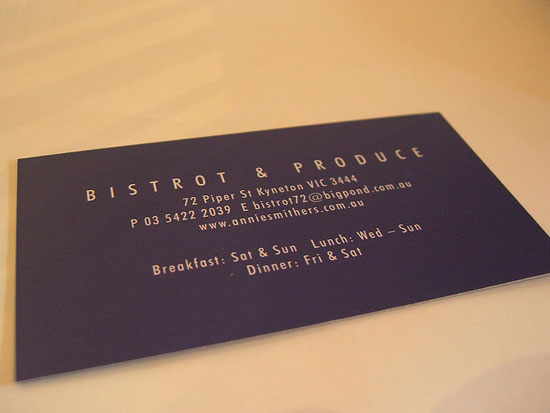 BISTROT & PRODUCE
72 Piper St Kyneton VIC 3444
P 03 5422 2039 E bistrot72@bigpond.com.au
www.anniesmithers.com.au
Breakfast: Sat & Sun Lunch: Wed – Sun
Dinner: Fri & Sat